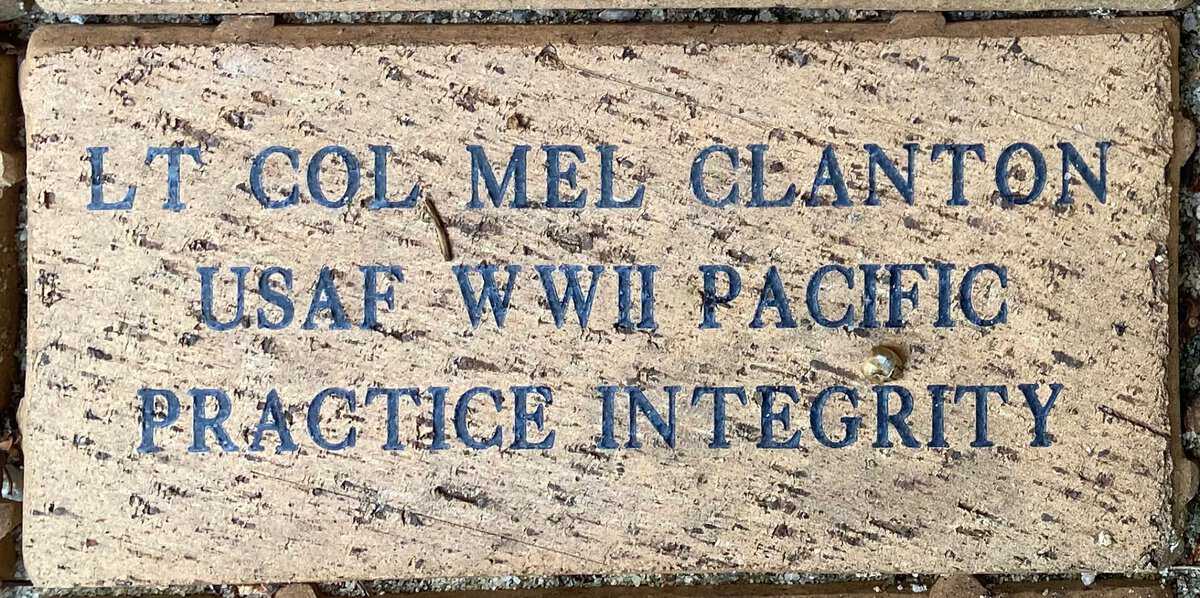 LT COL MEL CLANTON
USAF WWII PACIFIC
PRACTICE INTEGRITY